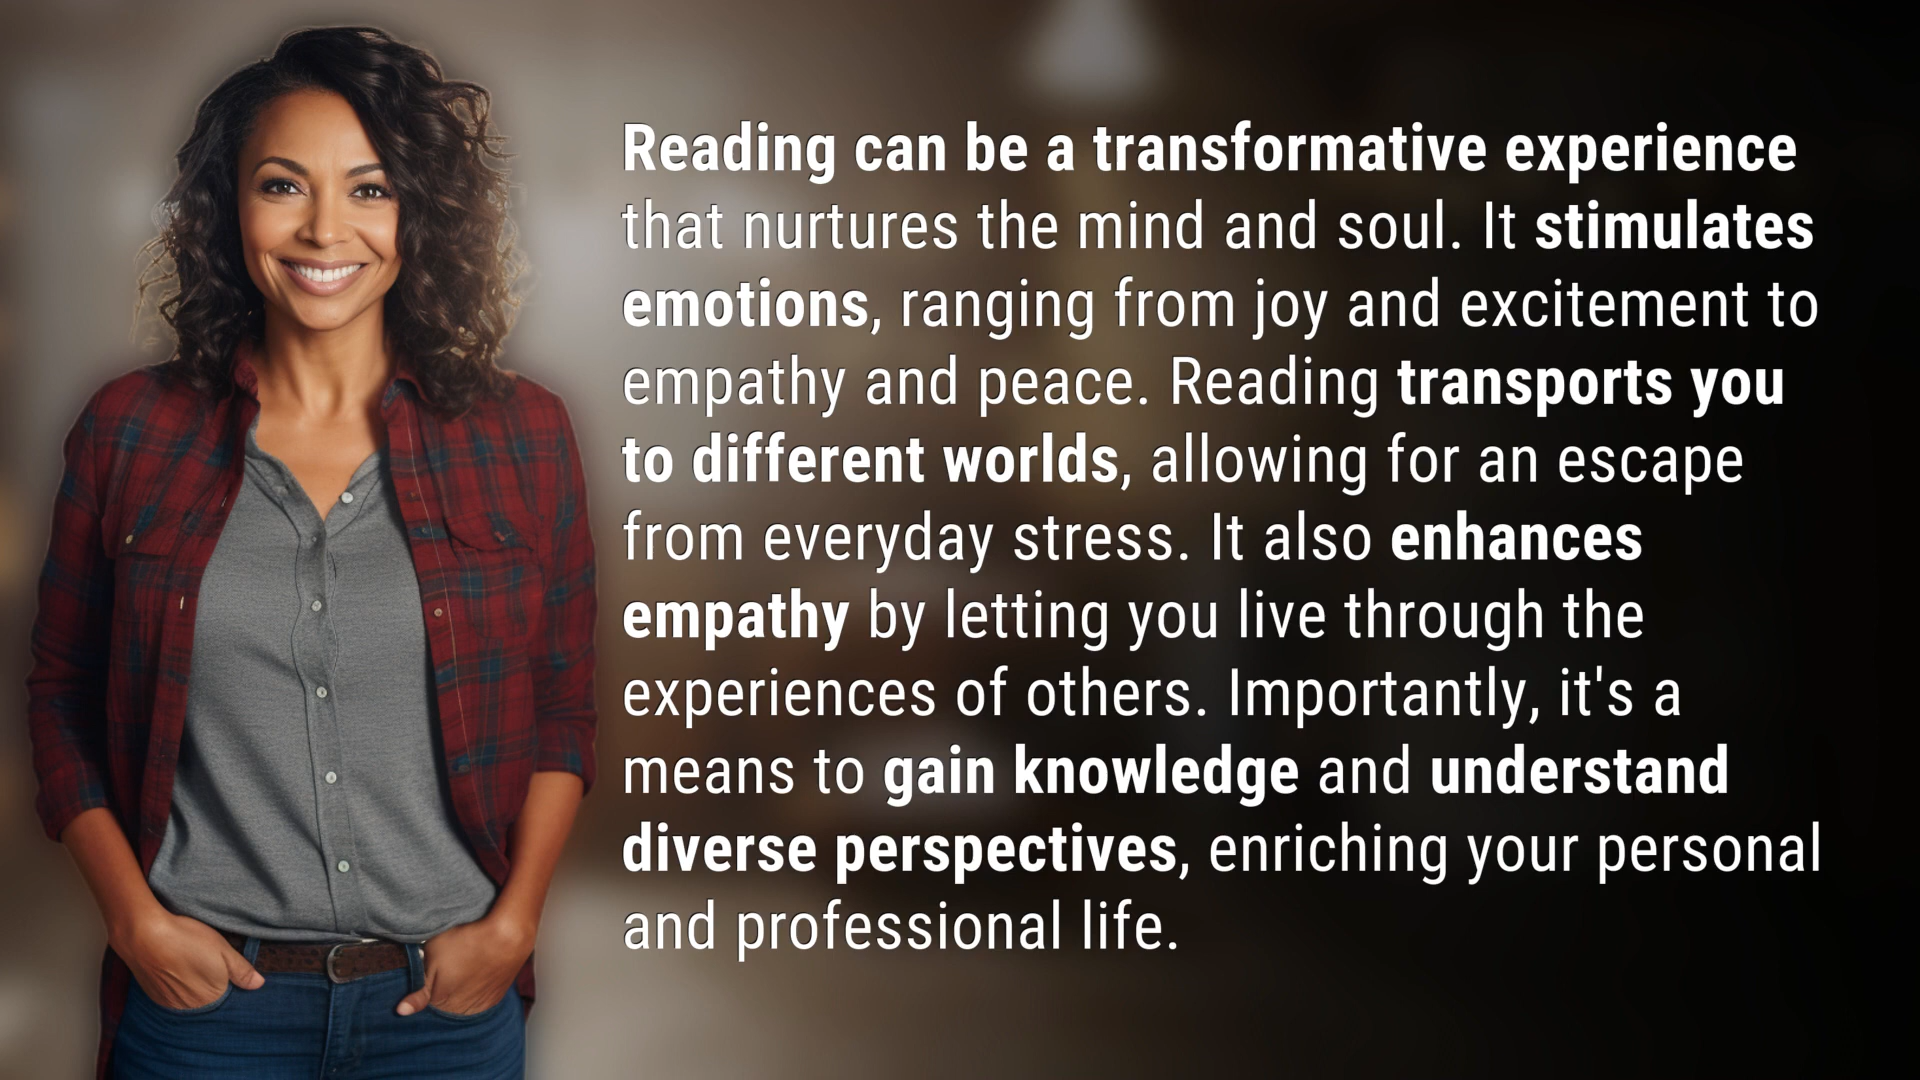 Reading can be a transformative experience
that nurtures the mind and soul. It stimulates
emotions, ranging from joy and excitement to
empathy and peace. Reading transports you
to different worlds, allowing for an escape
from everyday stress. It also enhances
empathy by letting you live through the
experiences of others. Importantly, it's a
means to gain knowledge and understand
diverse perspectives, enriching your personal
and professional life.